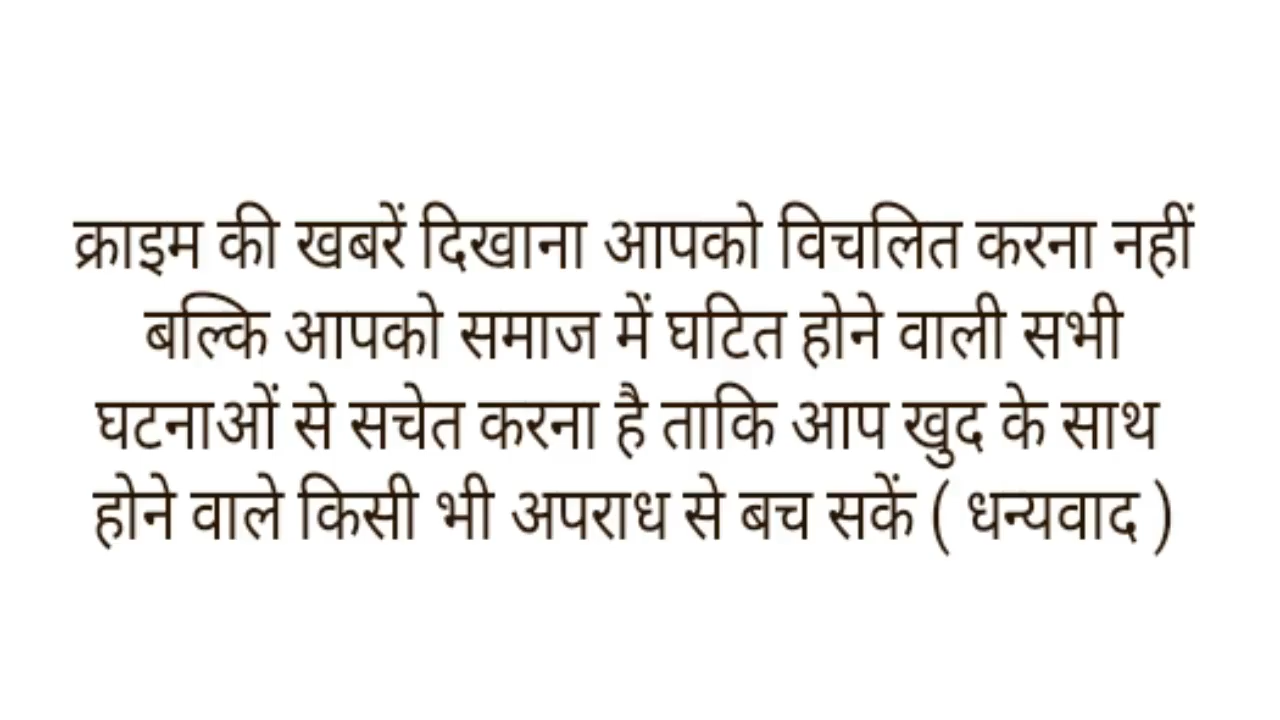 क्राइम की खबरें दिखाना आपको विचलित करना नहीं
बल्कि आपको समाज में घटित होने वाली सभी
घटनाओं से सचेत करना है ताकि आप खुद के साथ
होने वाले किसी भी अपराध से बच सकें ( धन्यवाद )